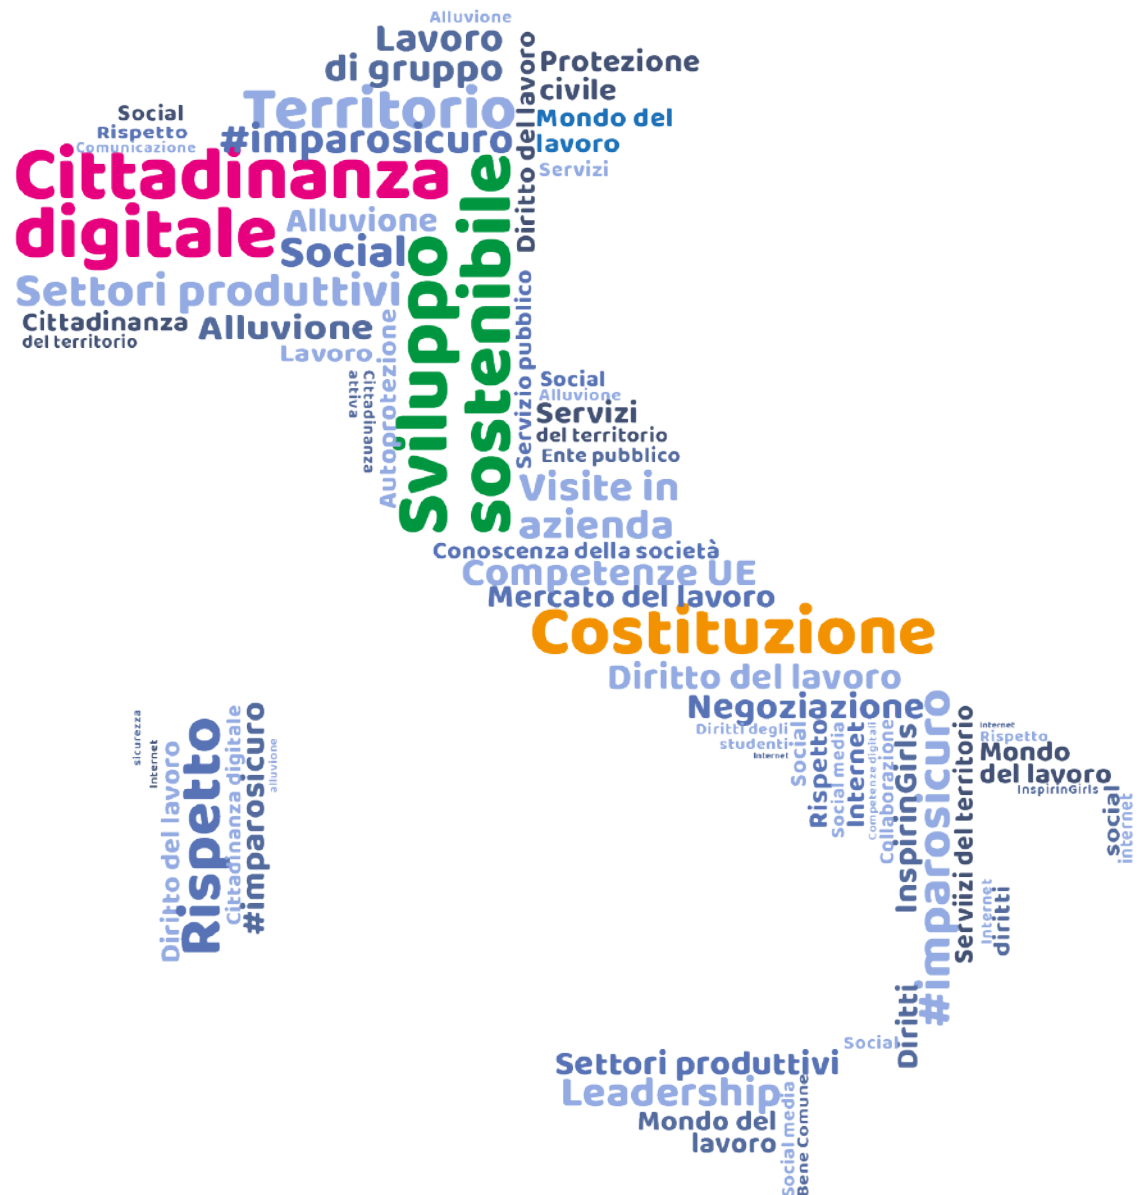 Alluvione
Lavoro
di gruppo
Territorio
#imparosicuro
Diritto del lavoro
Protezione
civile
Mondo del
lavoro
Servizi
Social
Rispetto
Comunicazione
Cittadinanza
digitale
Alluvione
Social
Settori produttivi
Cittadinanza
del territorio
Alluvione
Lavoro
Cittadinanza
attiva
Autoprotezione
Sviluppo
sostenibile
Servizio pubblico
Social
Alluvione
Servizi
del territorio
Ente pubblico
Visite in
azienda
Conoscenza della società
Competenze UE
Mercato del lavoro
Costituzione
Diritto del lavoro
Negoziazione
Diritti degli
studenti
Internet
Social
Rispetto
Social media
Internet
Competenze digitali
Collaborazione
InspirinGirls
#imparosicuro
Serviizi del territorio
Internet
Rispetto
Mondo
del lavoro
InspirinGirls
social
internet
Internet
diritti
sicurezza
Internet
Diritto del lavoro
Rispetto
Cittadinanza digitale
#imparosicuro
alluvione
Diritti
Social
Settori produttivi
Leadership
Mondo del
lavoro
Social media
Bene Comune